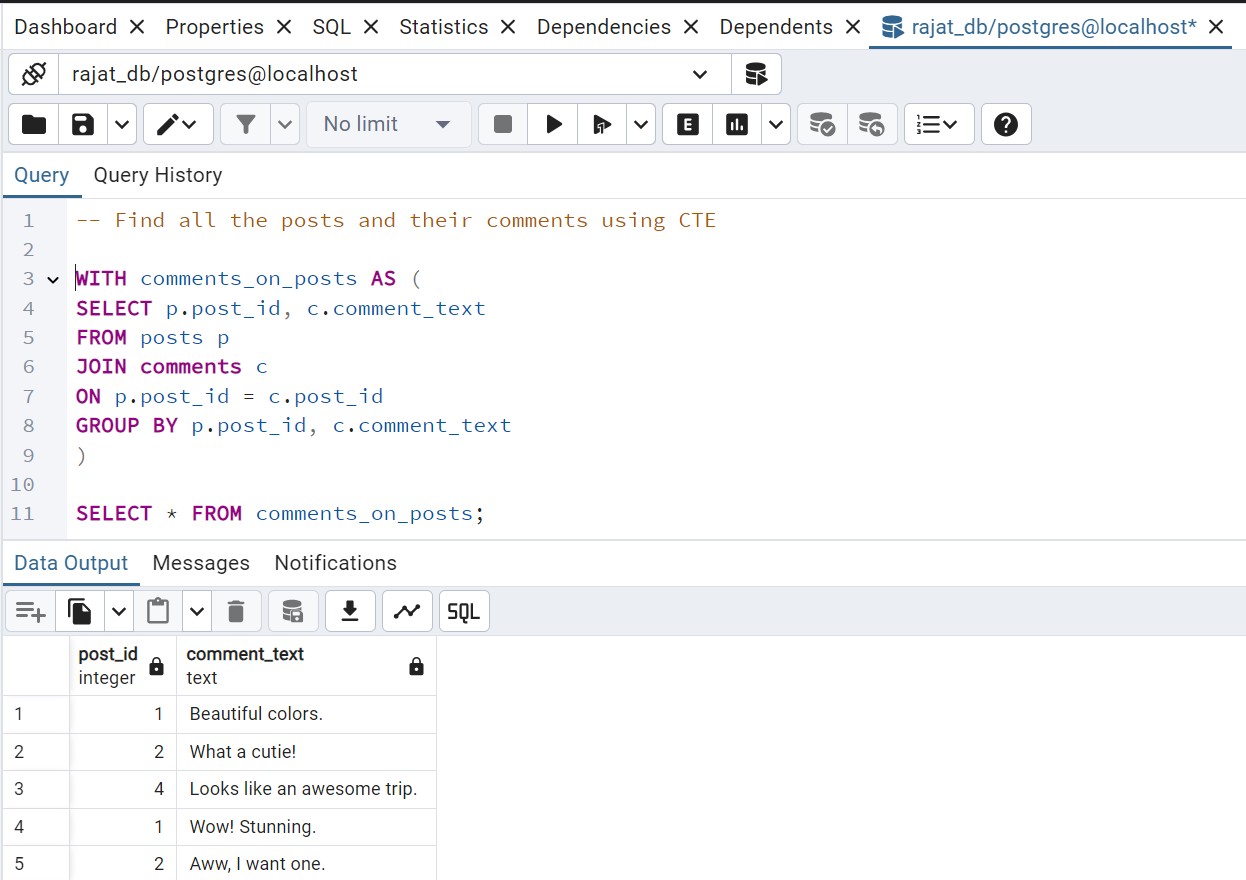 Dashboard Properties SQL Statistics Dependencies Dependents rajat_db/postgres@localhost*
rajat_db/postgres@localhost
No limit E
Query Query History
1 -- Find all the posts and their comments using CTE
2
3 WITH comments_on_posts AS (
4 SELECT p.post_id, c.comment_text
5 FROM posts p
6 JOIN comments c
7 ON p.post_id = c.post_id
8 GROUP BY p.post_id, c.comment_text
9 )
10
11 SELECT * FROM comments_on_posts;
Data Output Messages Notifications
SQL
post_id comment_text
integer text
1 1 Beautiful colors.
2 2 What a cutie!
3 4 Looks like an awesome trip.
4 1 Wow! Stunning.
5 2 Aww, I want one.